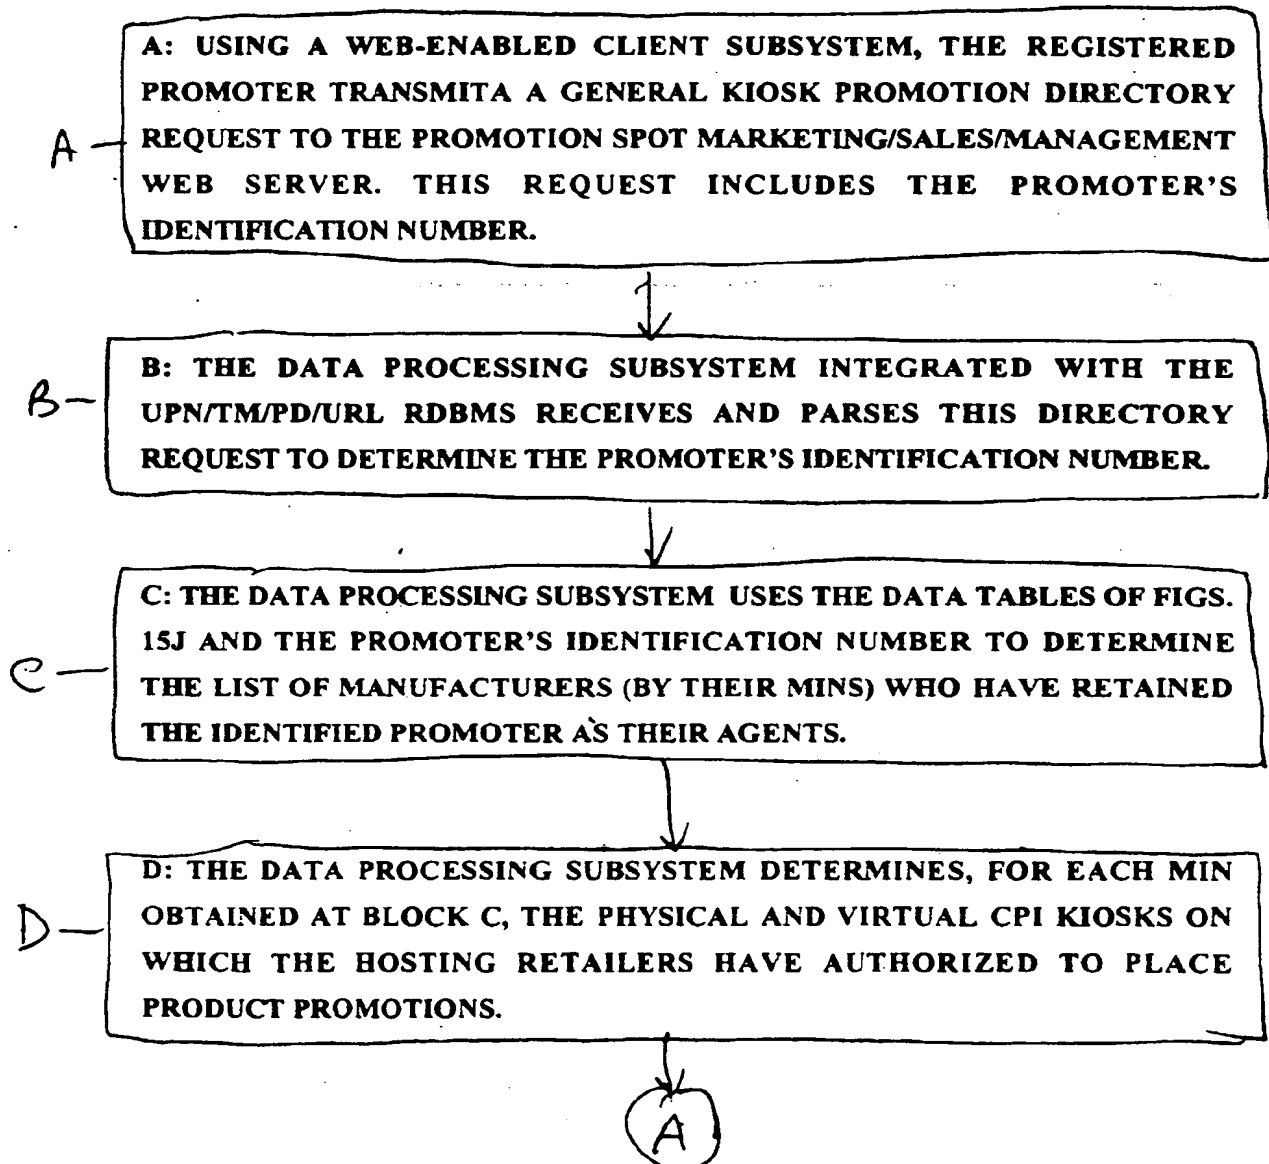 A: USING A WEB-ENABLED CLIENT SUBSYSTEM, THE REGISTERED
PROMOTER TRANSMITA A GENERAL KIOSK PROMOTION DIRECTORY
A
REQUEST TO THE PROMOTION SPOT MARKETING/SALES/MANAGEMENT
WEB SERVER. THIS REQUEST INCLUDES THE PROMOTER'S
IDENTIFICATION NUMBER.
B: THE DATA PROCESSING SUBSYSTEM INTEGRATED WITH THE
B
UPN/TM/PD/URL RDBMS RECEIVES AND PARSES THIS DIRECTORY
REQUEST TO DETERMINE THE PROMOTER'S IDENTIFICATION NUMBER.
C: THE DATA PROCESSING SUBSYSTEM USES THE DATA TABLES OF FIGS.
15J AND THE PROMOTER'S IDENTIFICATION NUMBER TO DETERMINE
C
THE LIST OF MANUFACTURERS (BY THEIR MINS) WHO HAVE RETAINED
THE IDENTIFIED PROMOTER AS THEIR AGENTS.
D: THE DATA PROCESSING SUBSYSTEM DETERMINES, FOR EACH MIN
D
OBTAINED AT BLOCK C, THE PHYSICAL AND VIRTUAL CPI KIOSKS ON
WHICH THE HOSTING RETAILERS HAVE AUTHORIZED TO PLACE
PRODUCT PROMOTIONS.
A